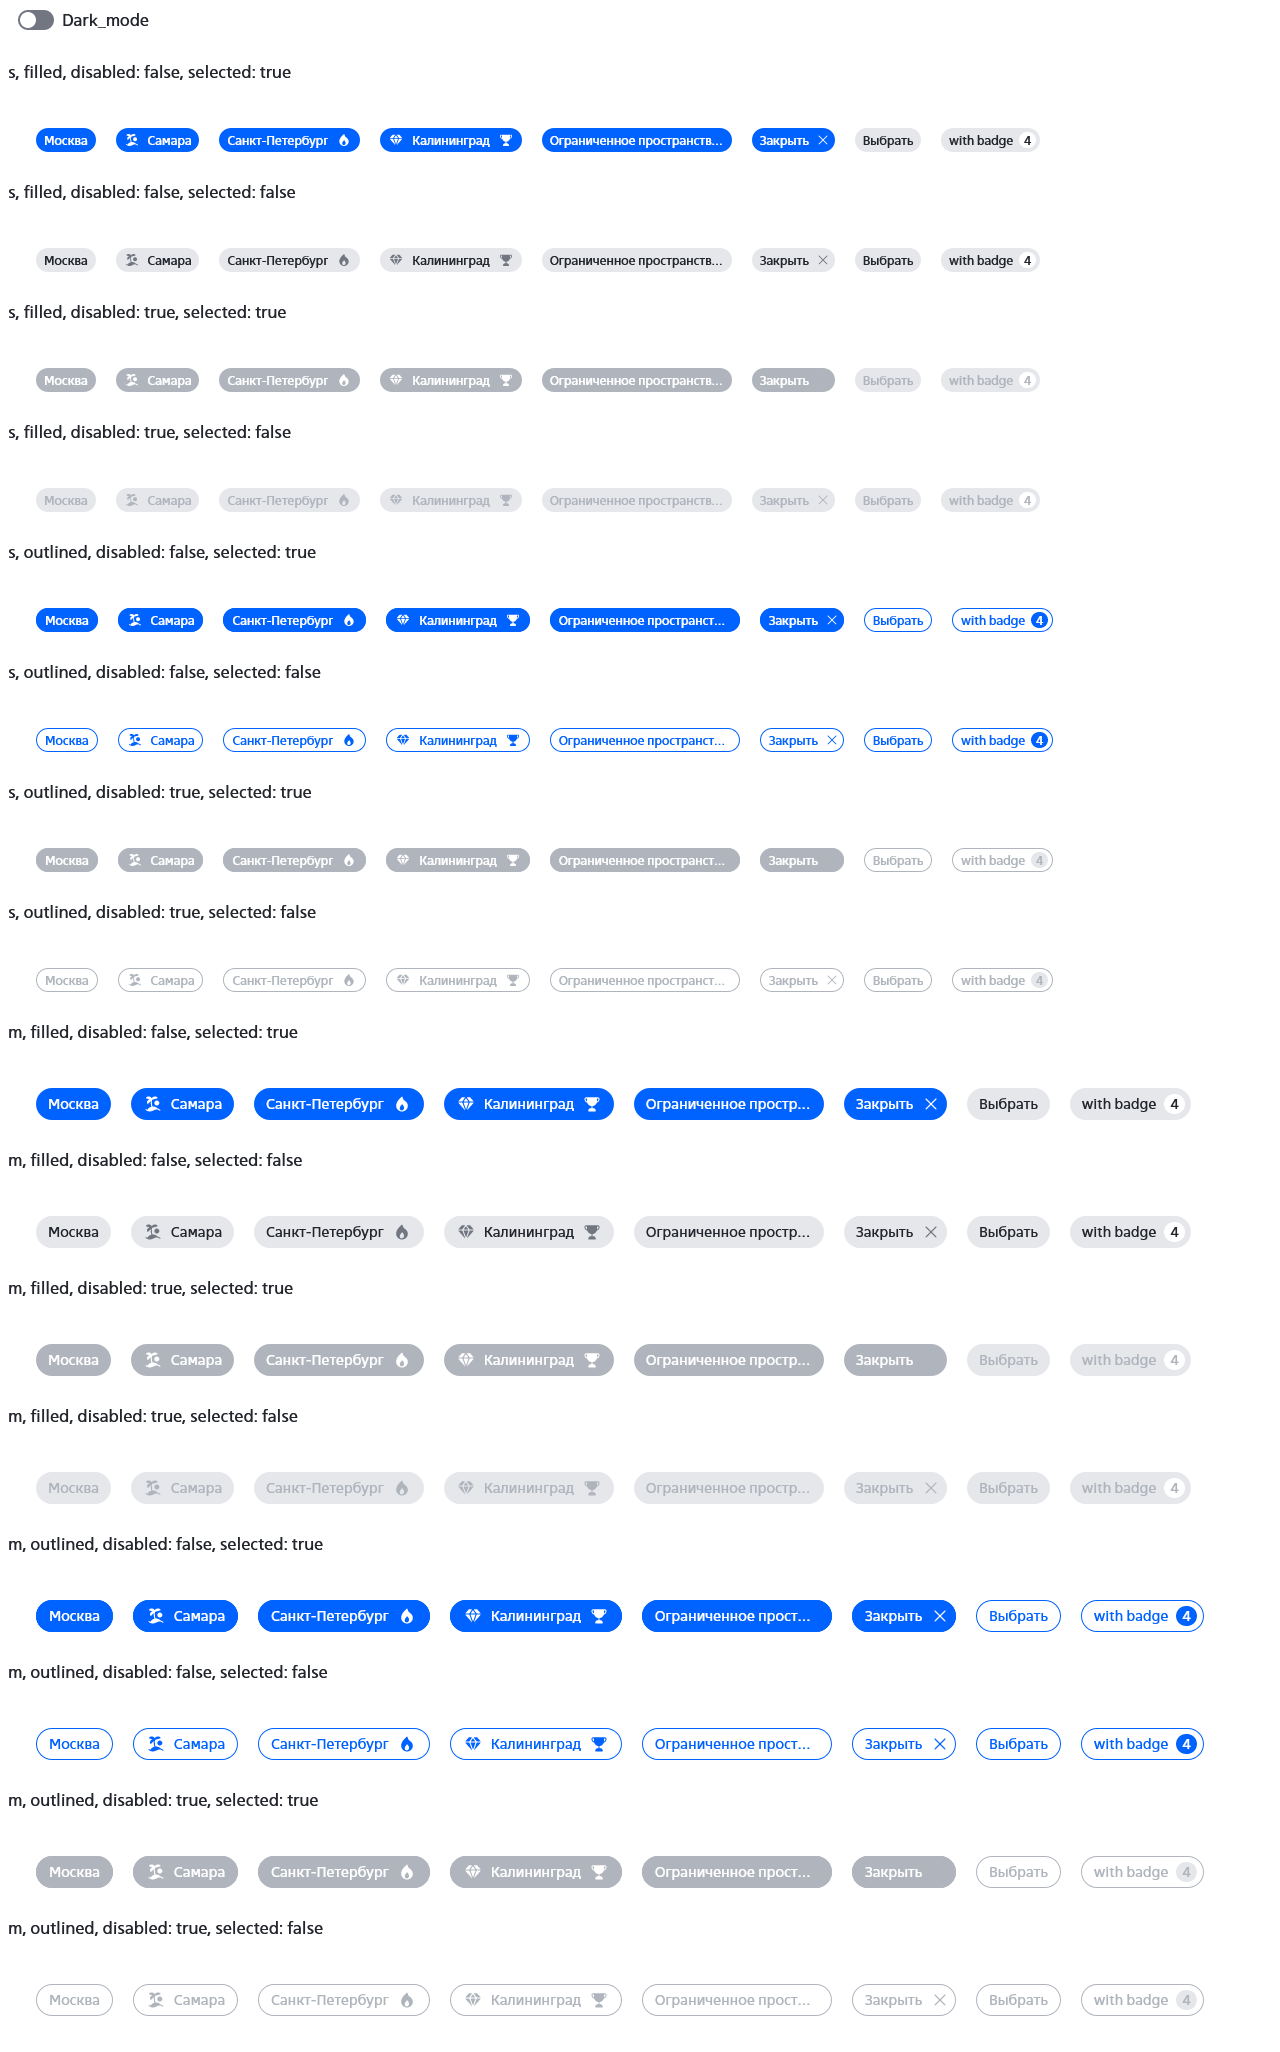 Dark_mode
s, filled, disabled: false, selected: true
Москва Самара Санкт-Петербург Калининград Ограниченное пространств... Закрыть Выбрать with badge 4
s, filled, disabled: false, selected: false
Москва Самара Санкт-Петербург Калининград Ограниченное пространств... Закрыть Выбрать with badge 4
s, filled, disabled: true, selected: true
Москва Самара Санкт-Петербург Калининград Ограниченное пространств... Закрыть Выбрать with badge 4
s, filled, disabled: true, selected: false
Москва Самара Санкт-Петербург Калининград Ограниченное пространств... Закрыть Выбрать with badge 4
s, outlined, disabled: false, selected: true
Москва Самара Санкт-Петербург Калининград Ограниченное пространст... Закрыть Выбрать with badge 4
s, outlined, disabled: false, selected: false
Москва Самара Санкт-Петербург Калининград Ограниченное пространст... Закрыть Выбрать with badge 4
s, outlined, disabled: true, selected: true
Москва Самара Санкт-Петербург Калининград Ограниченное пространст... Закрыть Выбрать with badge 4
s, outlined, disabled: true, selected: false
Москва Самара Санкт-Петербург Калининград Ограниченное пространст... Закрыть Выбрать with badge 4
m, filled, disabled: false, selected: true
Москва Самара Санкт-Петербург Калининград Ограниченное простр... Закрыть Выбрать with badge 4
m, filled, disabled: false, selected: false
Москва Самара Санкт-Петербург Калининград Ограниченное простр... Закрыть Выбрать with badge 4
m, filled, disabled: true, selected: true
Москва Самара Санкт-Петербург Калининград Ограниченное простр... Закрыть Выбрать with badge 4
m, filled, disabled: true, selected: false
Москва Самара Санкт-Петербург Калининград Ограниченное простр... Закрыть Выбрать with badge 4
m, outlined, disabled: false, selected: true
Москва Самара Санкт-Петербург Калининград Ограниченное прост... Закрыть Выбрать with badge 4
m, outlined, disabled: false, selected: false
Москва Самара Санкт-Петербург Калининград Ограниченное прост... Закрыть Выбрать with badge 4
m, outlined, disabled: true, selected: true
Москва Самара Санкт-Петербург Калининград Ограниченное прост... Закрыть Выбрать with badge 4
m, outlined, disabled: true, selected: false
Москва Самара Санкт-Петербург Калининград Ограниченное прост... Закрыть Выбрать with badge 4